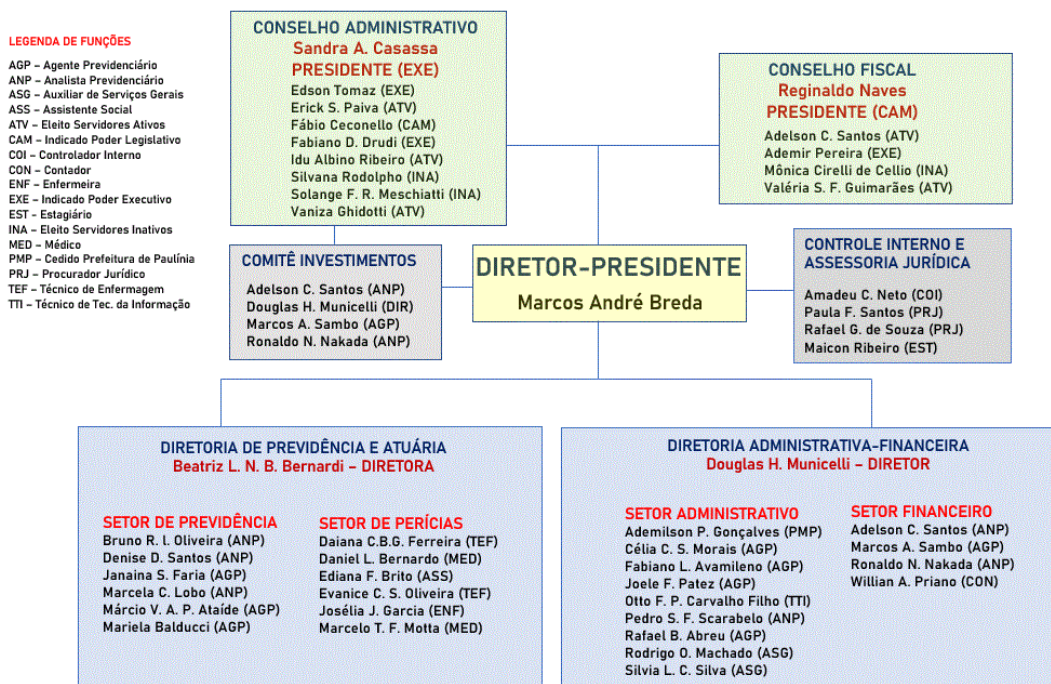 LEGENDA DE FUNÇÕES
AGP – Agente Previdenciário
ANP – Analista Previdenciário
ASG – Auxiliar de Serviços Gerais
ASS – Assistente Social
ATV – Eleito Servidores Ativos
CAM – Indicado Poder Legislativo
COI – Controlador Interno
CON – Contador
ENF – Enfermeira
EXE – Indicado Poder Executivo
EST – Estagiário
INA – Eleito Servidores Inativos
MED – Médico
PMP – Cedido Prefeitura de Paulínia
PRJ – Procurador Jurídico
TEF – Técnico de Enfermagem
TTI – Técnico de Tec. da Informação
CONSELHO ADMINISTRATIVO
Sandra A. Casassa
PRESIDENTE (EXE)
Edson Tomaz (EXE)
Erick S. Paiva (ATV)
Fábio Ceconello (CAM)
Fabiano D. Drudi (EXE)
Idu Albino Ribeiro (ATV)
Silvana Rodolpho (INA)
Solange F. R. Meschiatti (INA)
Vaniza Ghidotti (ATV)
CONSELHO FISCAL
Reginaldo Naves
PRESIDENTE (CAM)
Adelson C. Santos (ATV)
Ademir Pereira (EXE)
Mônica Cirelli de Cellio (INA)
Valéria S. F. Guimarães (ATV)
COMITÊ INVESTIMENTOS
Adelson C. Santos (ANP)
Douglas H. Municelli (DIR)
Marcos A. Sambo (AGP)
Ronaldo N. Nakada (ANP)
DIRETOR-PRESIDENTE
Marcos André Breda
CONTROLE INTERNO E
ASSESSORIA JURÍDICA
Amadeu C. Neto (COI)
Paula F. Santos (PRJ)
Rafael G. de Souza (PRJ)
Maicon Ribeiro (EST)
DIRETORIA DE PREVIDÊNCIA E ATUÁRIA
Beatriz L. N. B. Bernardi – DIRETORA
SETOR DE PREVIDÊNCIA
Bruno R. I. Oliveira (ANP)
Denise D. Santos (ANP)
Janaina S. Faria (AGP)
Marcela C. Lobo (ANP)
Márcio V. A. P. Ataíde (AGP)
Mariela Balducci (AGP)
SETOR DE PERÍCIAS
Daiana C.B.G. Ferreira (TEF)
Daniel L. Bernardo (MED)
Ediana F. Brito (ASS)
Evanice C. S. Oliveira (TEF)
Josélia J. Garcia (ENF)
Marcelo T. F. Motta (MED)
DIRETORIA ADMINISTRATIVA-FINANCEIRA
Douglas H. Municelli – DIRETOR
SETOR ADMINISTRATIVO
Ademilson P. Gonçalves (PMP)
Célia C. S. Morais (AGP)
Fabiano L. Avamileno (AGP)
Joele F. Patez (AGP)
Otto F. P. Carvalho Filho (TTI)
Pedro S. F. Scarabelo (ANP)
Rafael B. Abreu (AGP)
Rodrigo O. Machado (ASG)
Silvia L. C. Silva (ASG)
SETOR FINANCEIRO
Adelson C. Santos (ANP)
Marcos A. Sambo (AGP)
Ronaldo N. Nakada (ANP)
Willian A. Priano (CON)